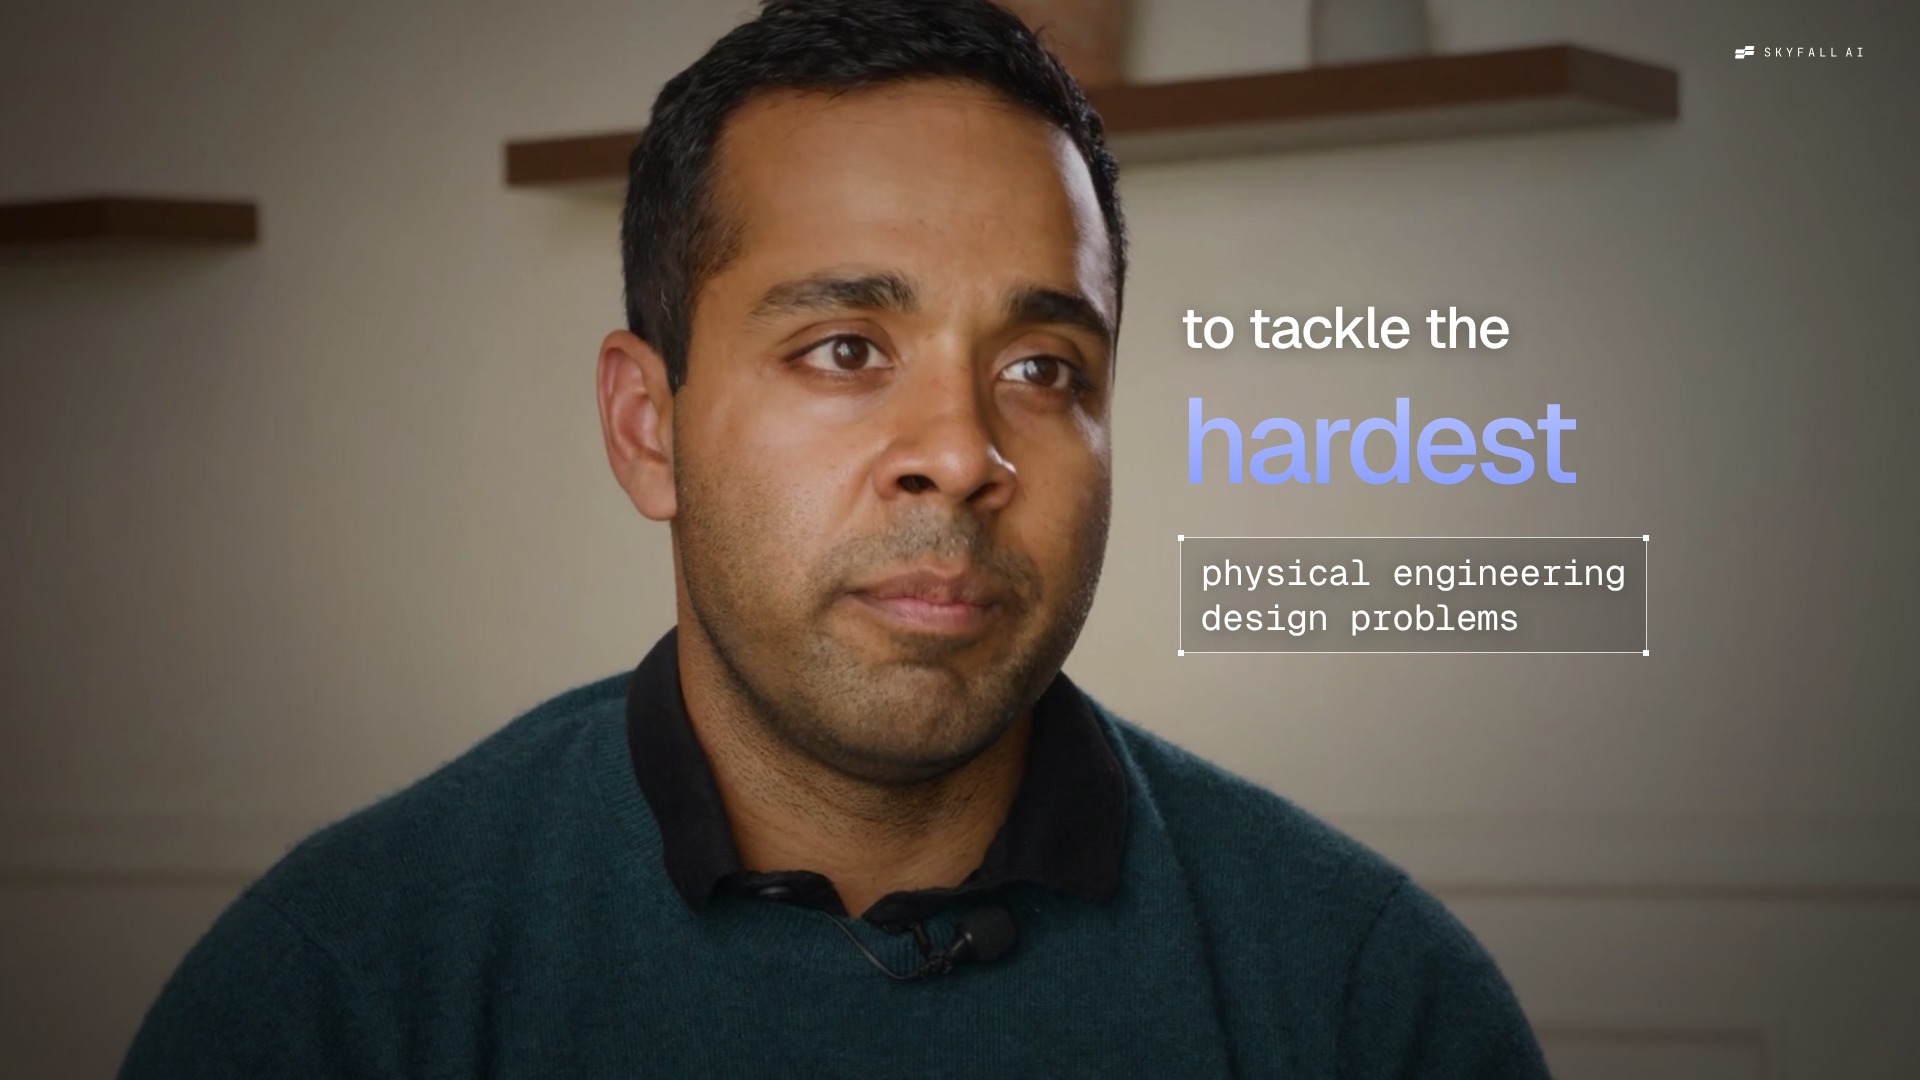 SKYFALL AI
to tackle the
hardest
physical engineering
design problems